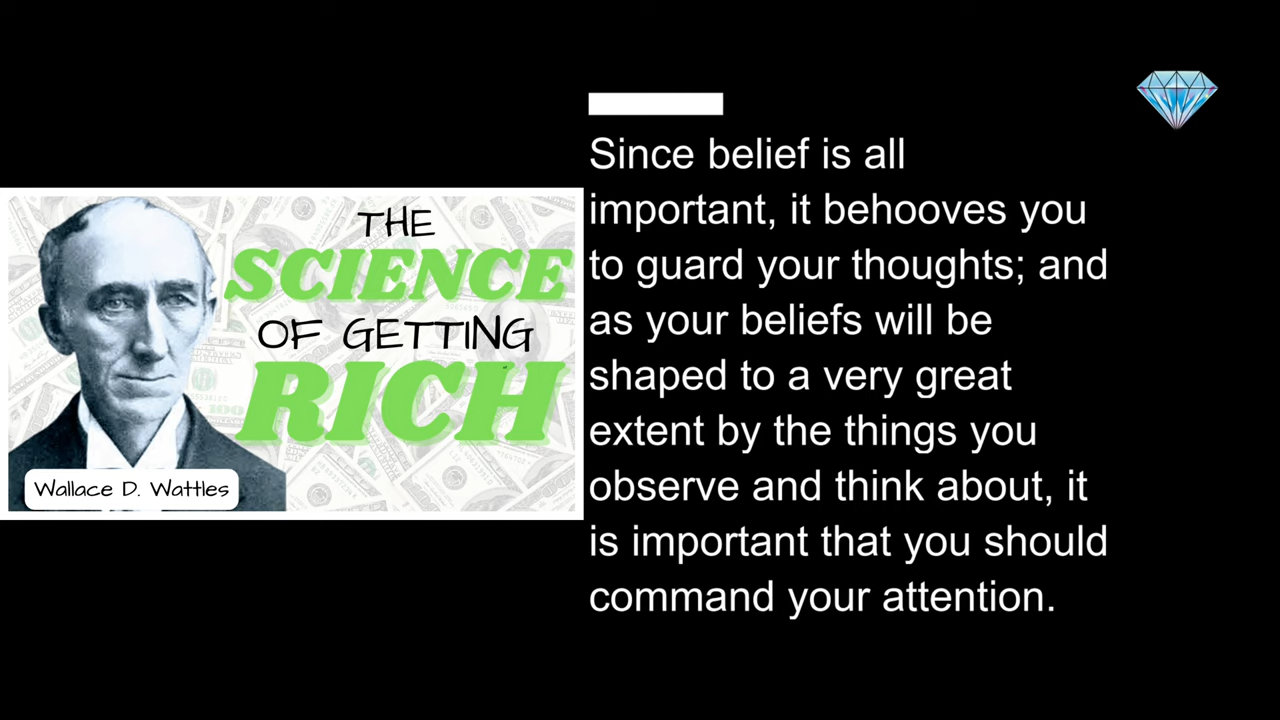 THE
SCIENCE
OF GETTING
RICH
Wallace D. Wattles
Since belief is all
important, it behooves you
to guard your thoughts; and
as your beliefs will be
shaped to a very great
extent by the things you
observe and think about, it
is important that you should
command your attention.